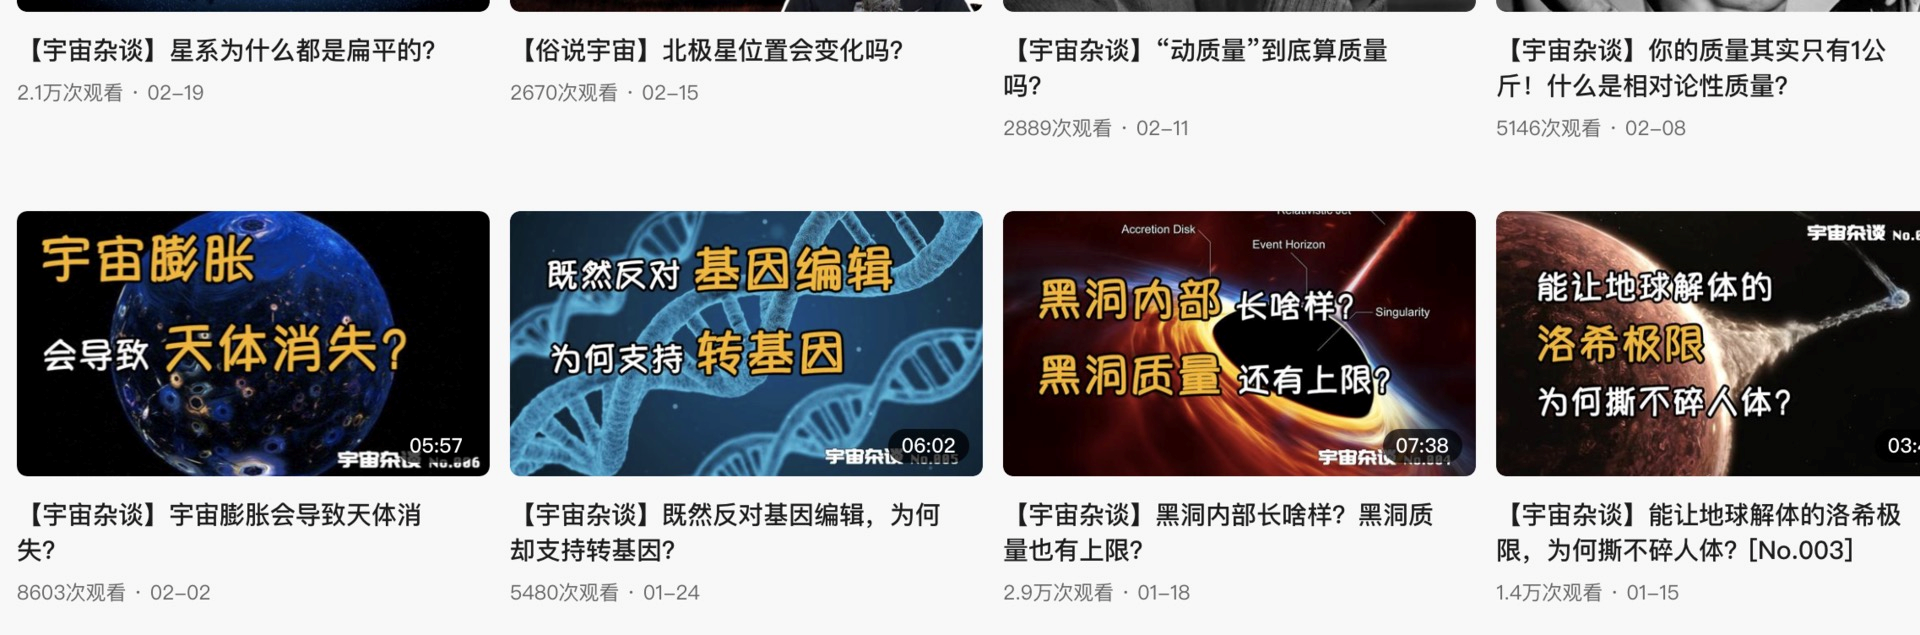 【宇宙杂谈】星系为什么都是扁平的?
2.1万次观看 · 02-19
【俗说宇宙】北极星位置会变化吗?
2670次观看 · 02-15
【宇宙杂谈】“动质量”到底算质量
吗?
2889次观看 · 02-11
【宇宙杂谈】你的质量其实只有1公
斤！什么是相对论性质量?
5146次观看 · 02-08
宇宙膨胀
会导致 天体消失?
05:57
宇宙杂谈 No.006
既然反对 基因编辑
为何支持 转基因
06:02
宇宙杂谈 No.005
Accretion Disk
Relativistic Jet
Event Horizon
Singularity
黑洞内部 长啥样?
黑洞质量 还有上限?
07:38
宇宙杂谈 No.004
宇宙杂谈
能让地球解体的
洛希极限
为何撕不碎人体?
【宇宙杂谈】宇宙膨胀会导致天体消
失?
8603次观看 · 02-02
【宇宙杂谈】既然反对基因编辑，为何
却支持转基因?
5480次观看 · 01-24
【宇宙杂谈】黑洞内部长啥样？黑洞质
量也有上限?
2.9万次观看 · 01-18
【宇宙杂谈】能让地球解体的洛希极
限，为何撕不碎人体？[No.003]
1.4万次观看 · 01-15